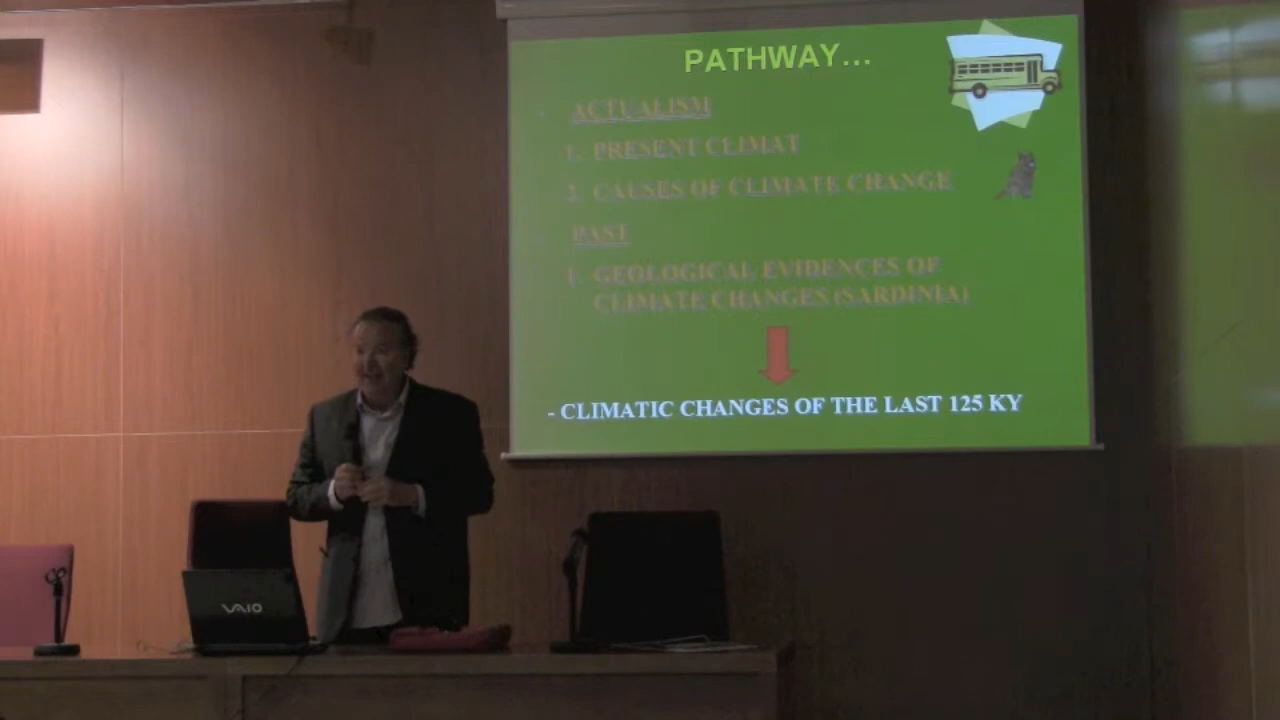 PATHWAY...
- ACTUALISM
1. PRESENT CLIMAT
2. CAUSES OF CLIMATE CHANGE
- PAST
1. GEOLOGICAL EVIDENCES OF
CLIMATE CHANGES (SARDINIA)
- CLIMATIC CHANGES OF THE LAST 125 KY
VAIO